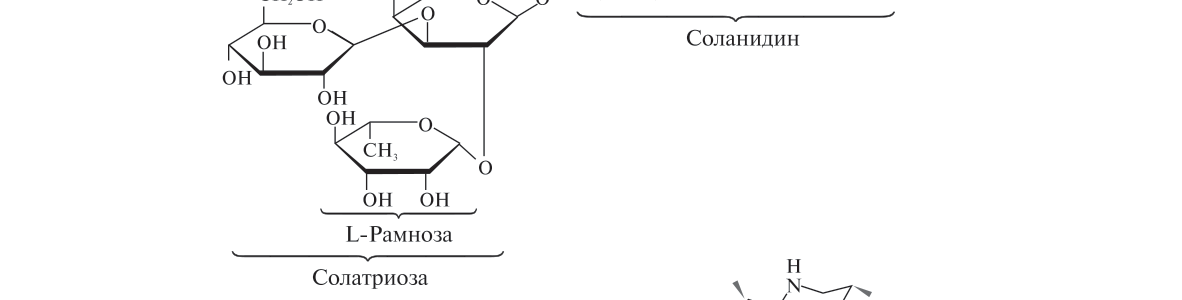 O O
O O
Соланидин
OH
OH
OH
OH
O
CH₃
O
OH OH
L-Рамноза
Солатриоза
H
N